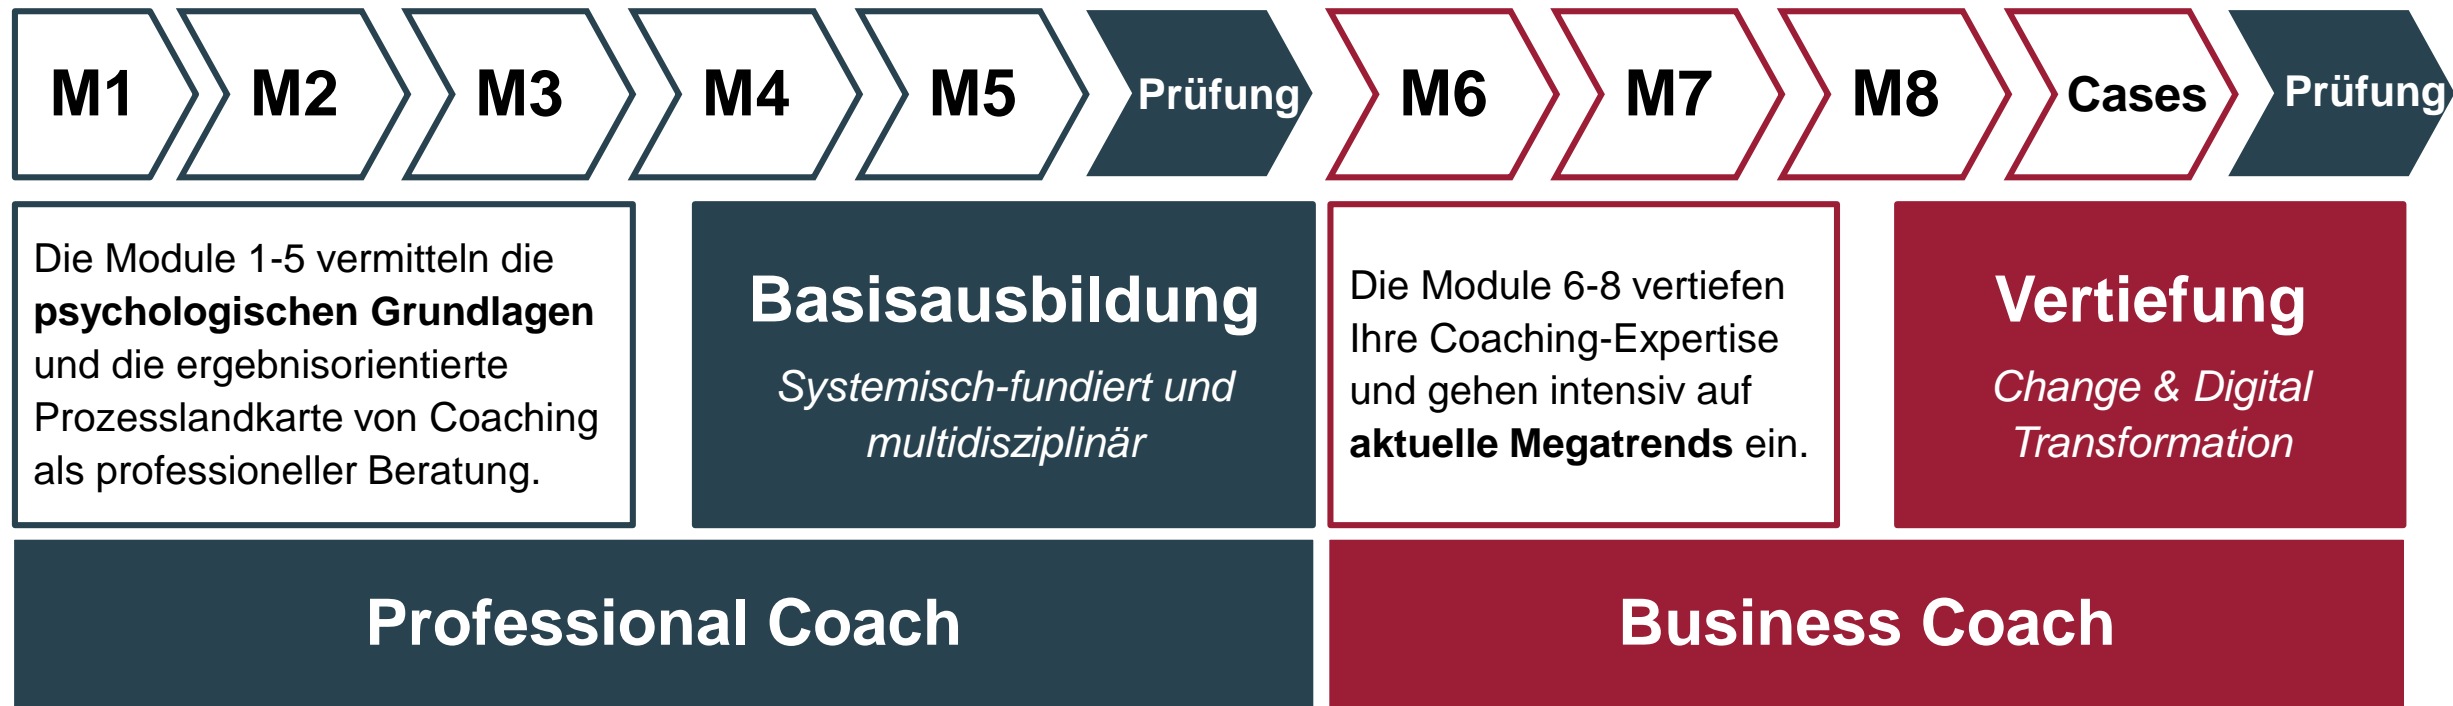 M1 M2 M3 M4 M5 Prüfung M6 M7 M8 Cases Prüfung
Die Module 1-5 vermitteln die
psychologischen Grundlagen
und die ergebnisorientierte
Prozesslandkarte von Coaching
als professioneller Beratung.
Basisausbildung
Systemisch-fundiert und
multidisziplinär
Die Module 6-8 vertiefen
Ihre Coaching-Expertise
und gehen intensiv auf
aktuelle Megatrends ein.
Vertiefung
Change & Digital
Transformation
Professional Coach
Business Coach